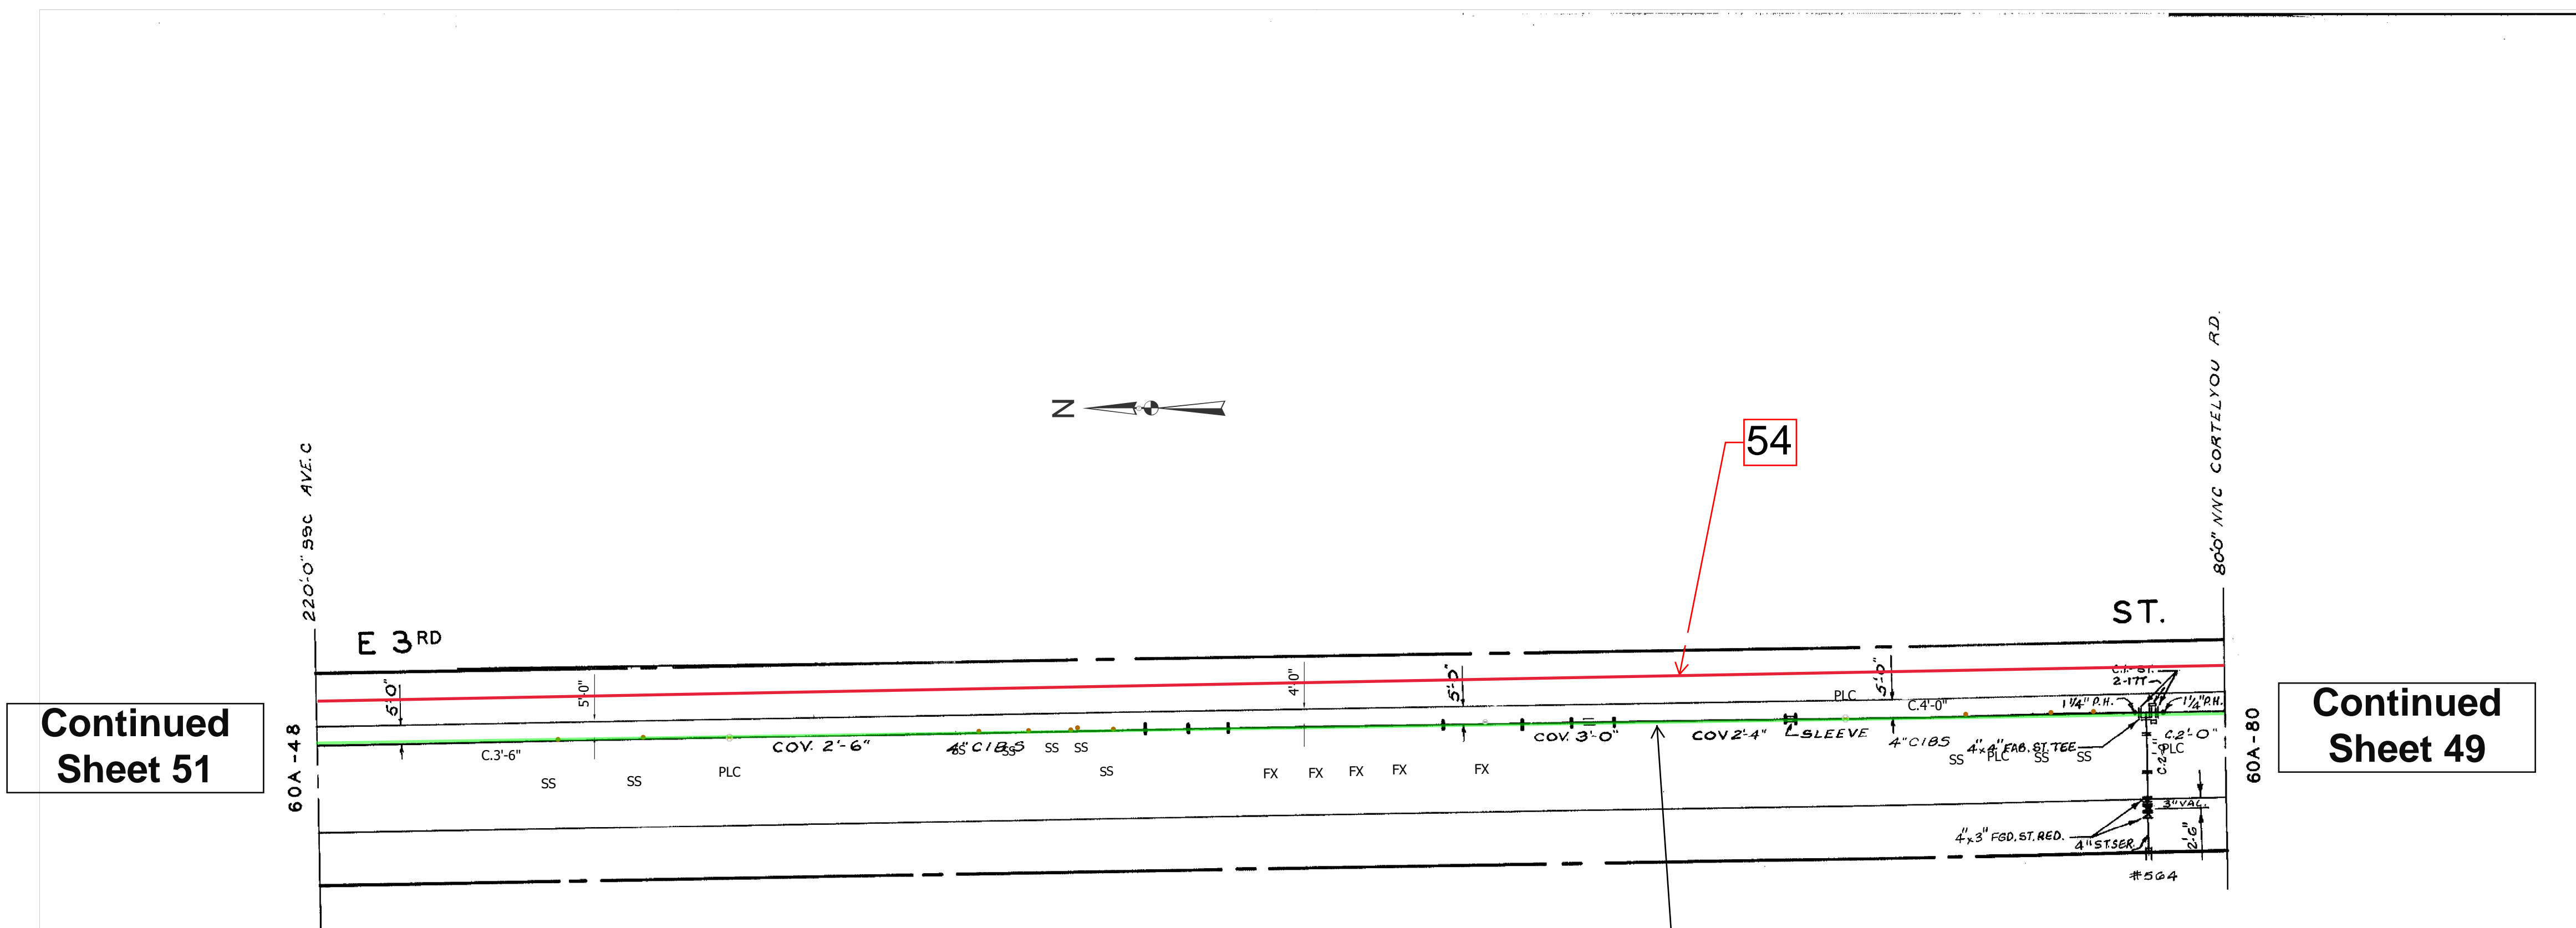 220'-0" SSC AVE. C
80'0" NNC CORTELYOU RD.
N
54
E 3RD
ST.
Continued
Sheet 51
60A-48
Continued
Sheet 49
60A-80
5'-0"
5'-0"
4'-0"
5'-0"
5'-0"
PLC
C.4'-0"
C.I.-ST.
2-17T
1 1/4" P.H.
1 1/4" P.H.
C.3'-6"
COV. 2'-6"
4" CIBS
SS
SS
SS
SS
COV. 3'-0"
COV 2'-4"
SLEEVE
4" CIBS
4"x4" FAB. ST. TEE
C.2'-0"
PLC
SS
PLC
SS
SS
SS
SS
PLC
SS
FX
FX
FX
FX
FX
3" VAL.
4"x3" FGD. ST. RED.
4" ST.SER.
2'-6"
#564